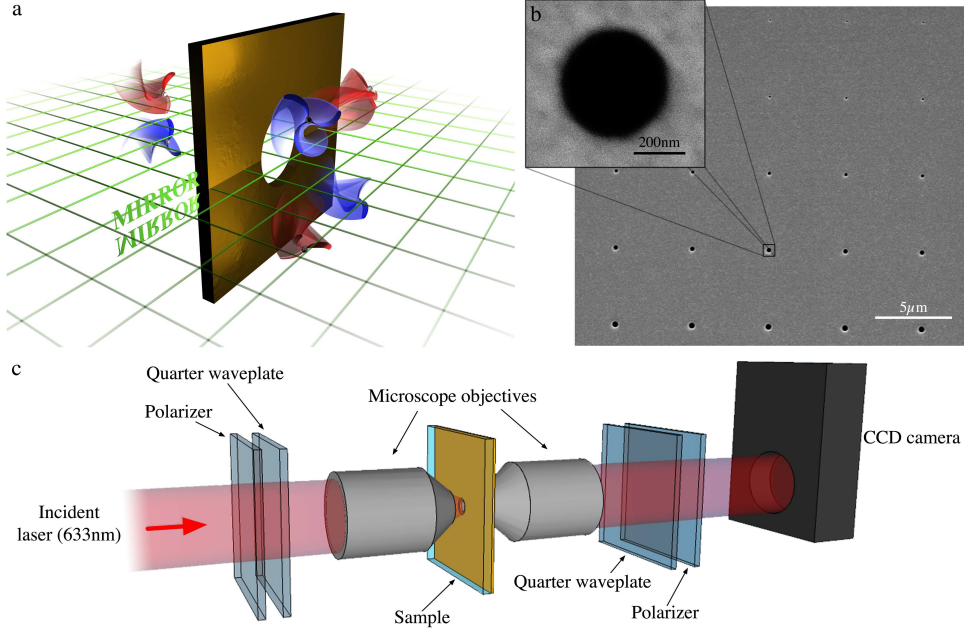 a
MIRROR
MIRROR
b
200nm
5μm
c
Quarter waveplate
Polarizer
Microscope objectives
CCD camera
Incident
laser (633nm)
Sample
Quarter waveplate
Polarizer